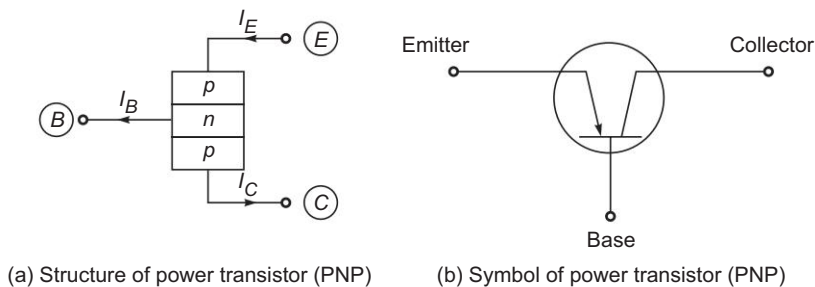 I_E E
p
I_B
B n
p
I_C C
(a) Structure of power transistor (PNP)
Emitter Collector
Base
(b) Symbol of power transistor (PNP)